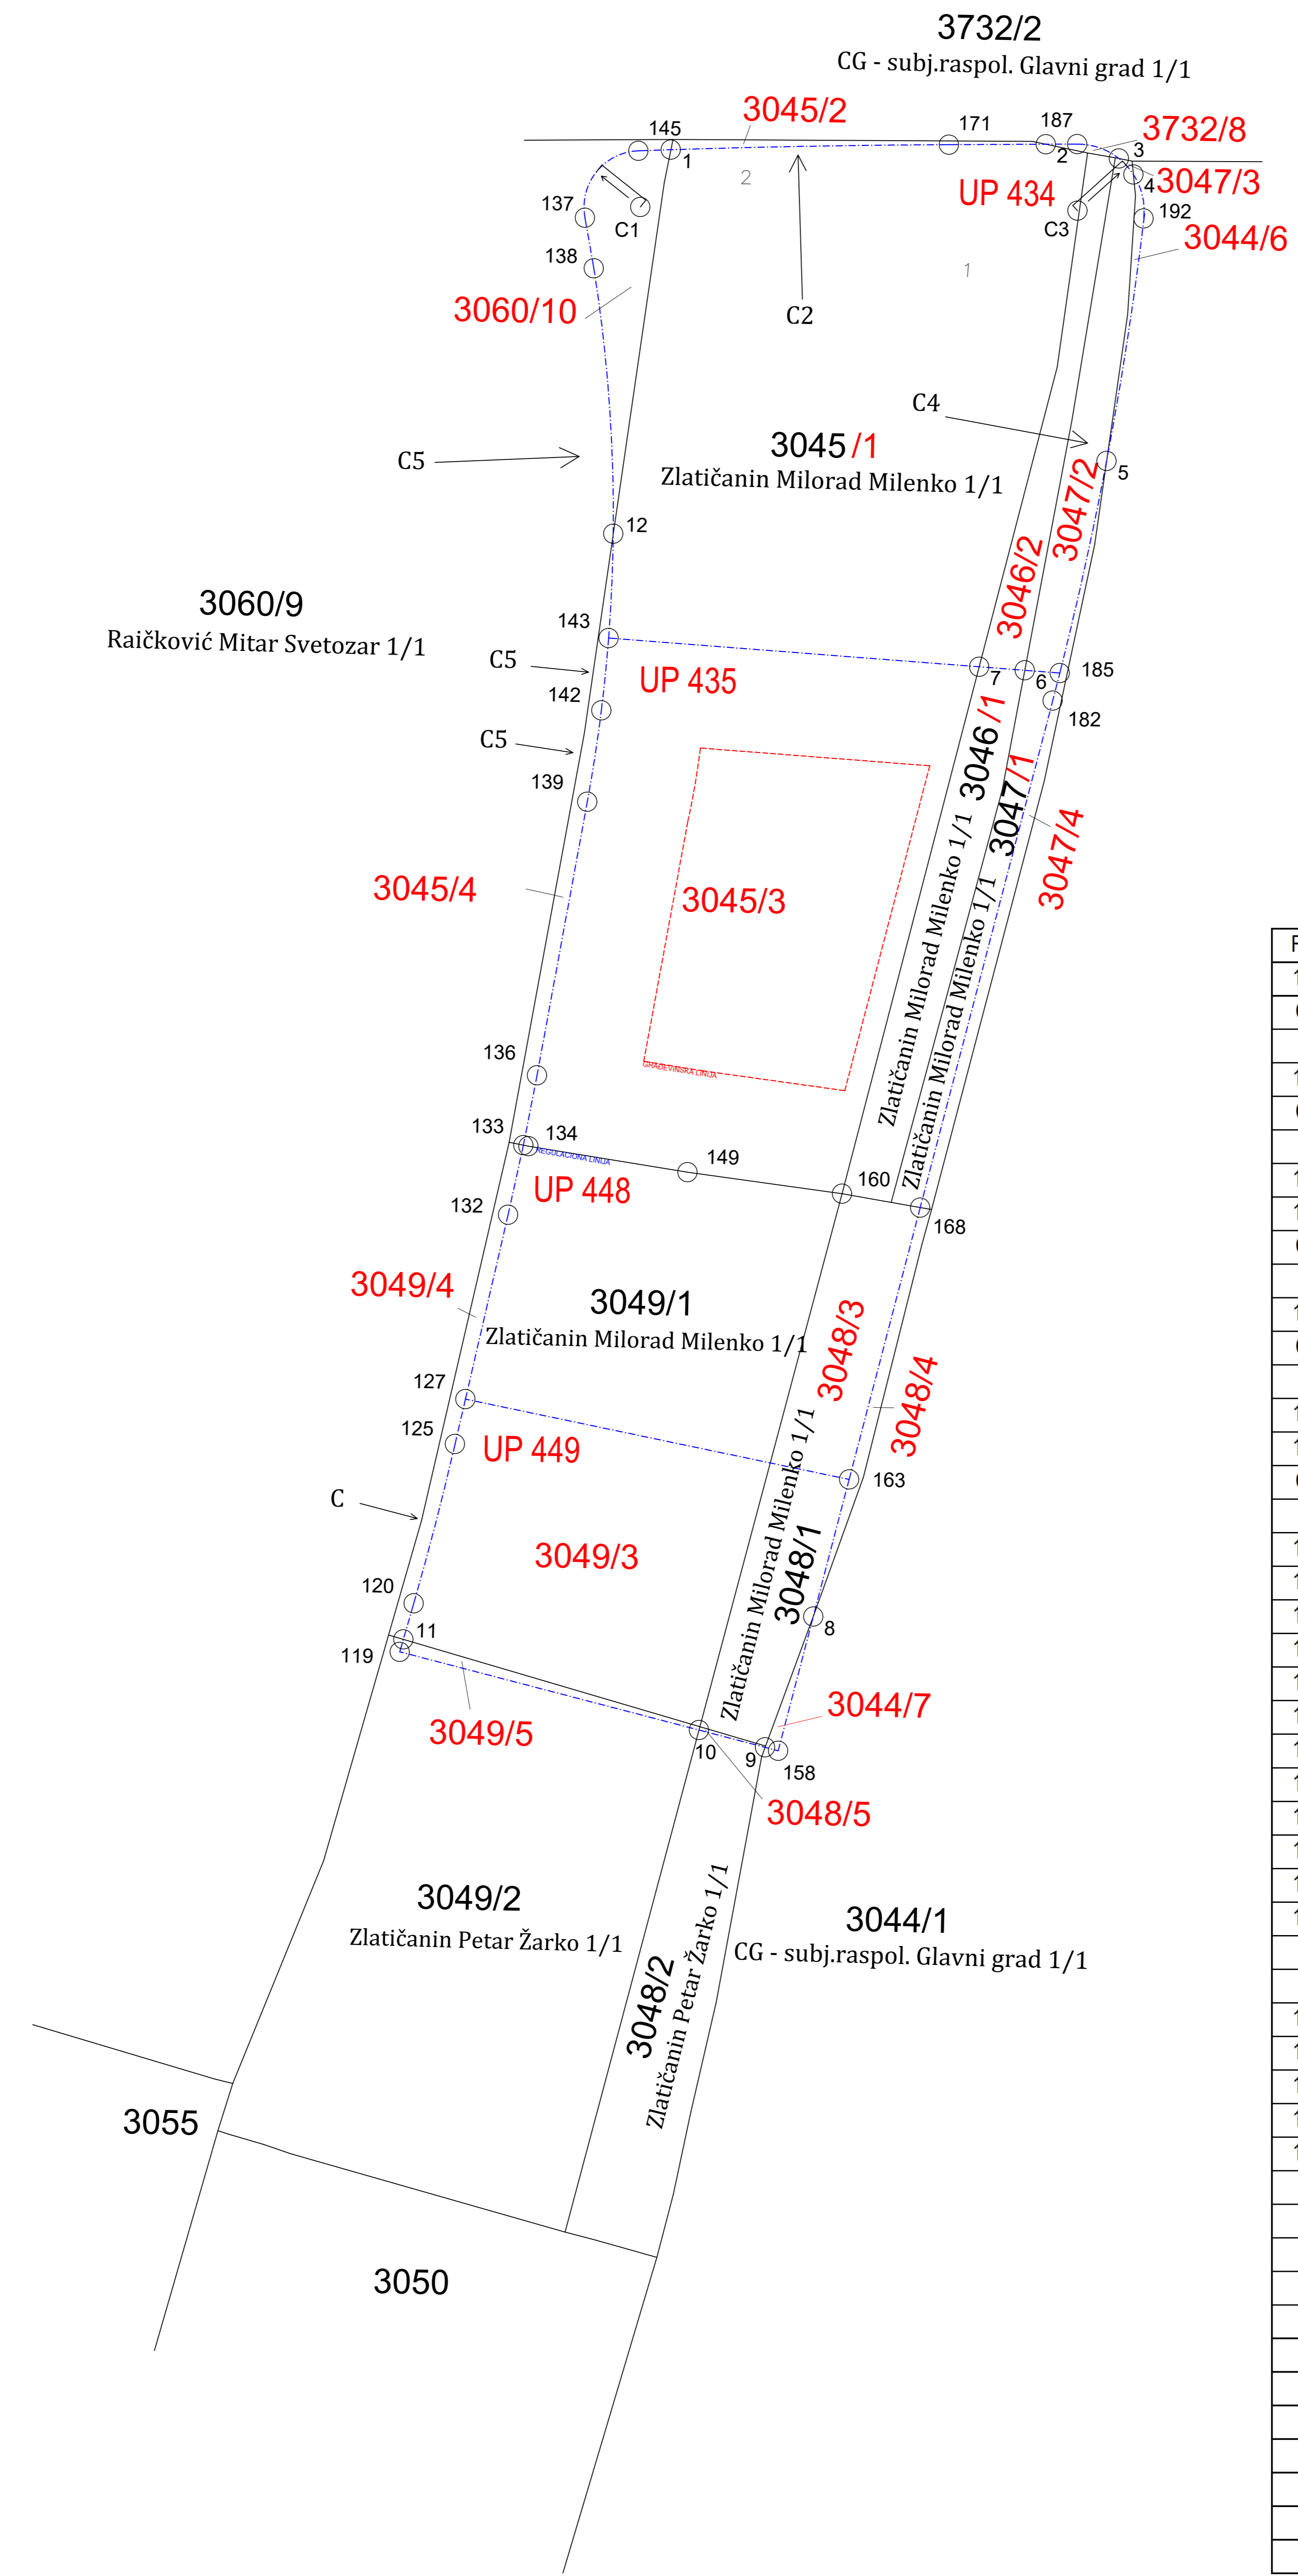 3732/2
CG - subj.raspol. Glavni grad 1/1
3045/2
145
171
187
3732/8
1
2
3
2
4
3047/3
UP 434
137
C1
C3
192
3044/6
138
1
3060/10
C2
C4
3045/1
C5
Zlatičanin Milorad Milenko 1/1
5
3047/2
12
3046/2
3060/9
Raičković Mitar Svetozar 1/1
143
C5
UP 435
7
6
185
142
182
C5
3046/1
3047/1
139
3047/4
3045/4
3045/3
Zlatičanin Milorad Milenko 1/1
Zlatičanin Milorad Milenko 1/1
136
GRAĐEVINSKA LINIJA
133
134
REGULACIONA LINIJA
149
160
UP 448
132
168
3049/4
3049/1
Zlatičanin Milorad Milenko 1/1
3048/3
3048/4
127
125
UP 449
163
C
Zlatičanin Milorad Milenko 1/1
3049/3
3048/1
120
8
11
119
3044/7
3049/5
10
9
158
3048/5
3049/2
Zlatičanin Petar Žarko 1/1
3044/1
CG - subj.raspol. Glavni grad 1/1
3048/2
Zlatičanin Petar Žarko 1/1
3055
3050